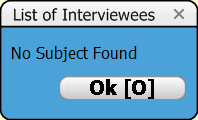 List of Interviewees
No Subject Found
Ok [O]